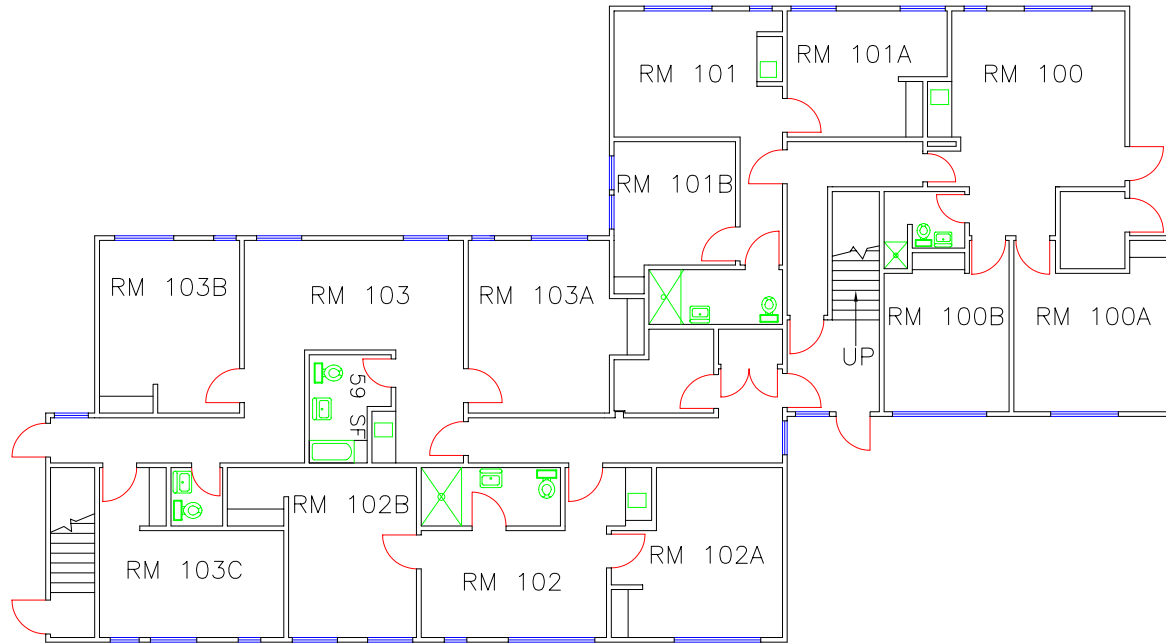 RM 101
RM 101A
RM 100
RM 101B
RM 103B
RM 103
RM 103A
RM 100B
RM 100A
UP
59 SF
RM 102B
RM 103C
RM 102
RM 102A